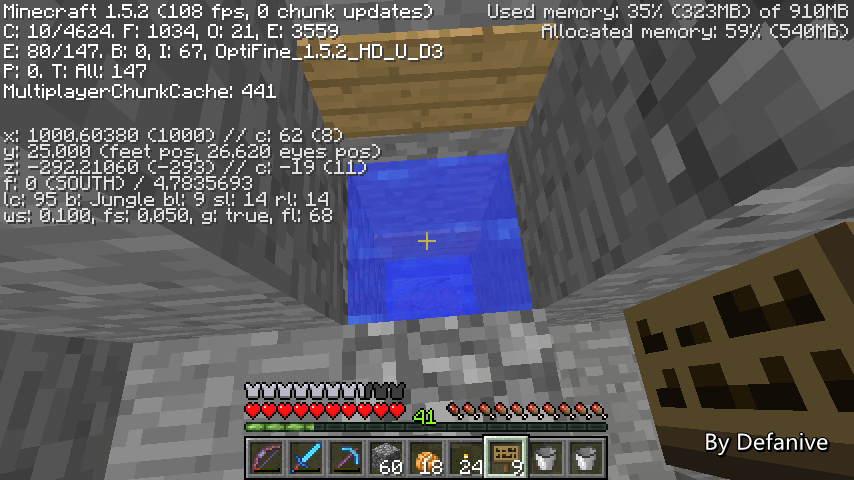 Minecraft 1.5.2 (108 fps, 0 chunk updates)
Used memory: 35% (323MB) of 910MB
C: 10/4624. F: 1034, O: 21, E: 3559
Allocated memory: 59% (540MB)
E: 80/147. B: 0, I: 67, OptiFine_1.5.2_HD_U_D3
P: 0. T: All: 147
MultiplayerChunkCache: 441
x: 1000.60380 (1000) // c: 62 (8)
y: 25.000 (feet pos, 26.620 eyes pos)
z: -292.21060 (-293) // c: -19 (11)
f: 0 (SOUTH) / 4.7835693
lc: 95 b: Jungle bl: 9 sl: 14 rl: 14
ws: 0.100, fs: 0.050, g: true, fl: 68
41
60 18 24 9
By Defanive